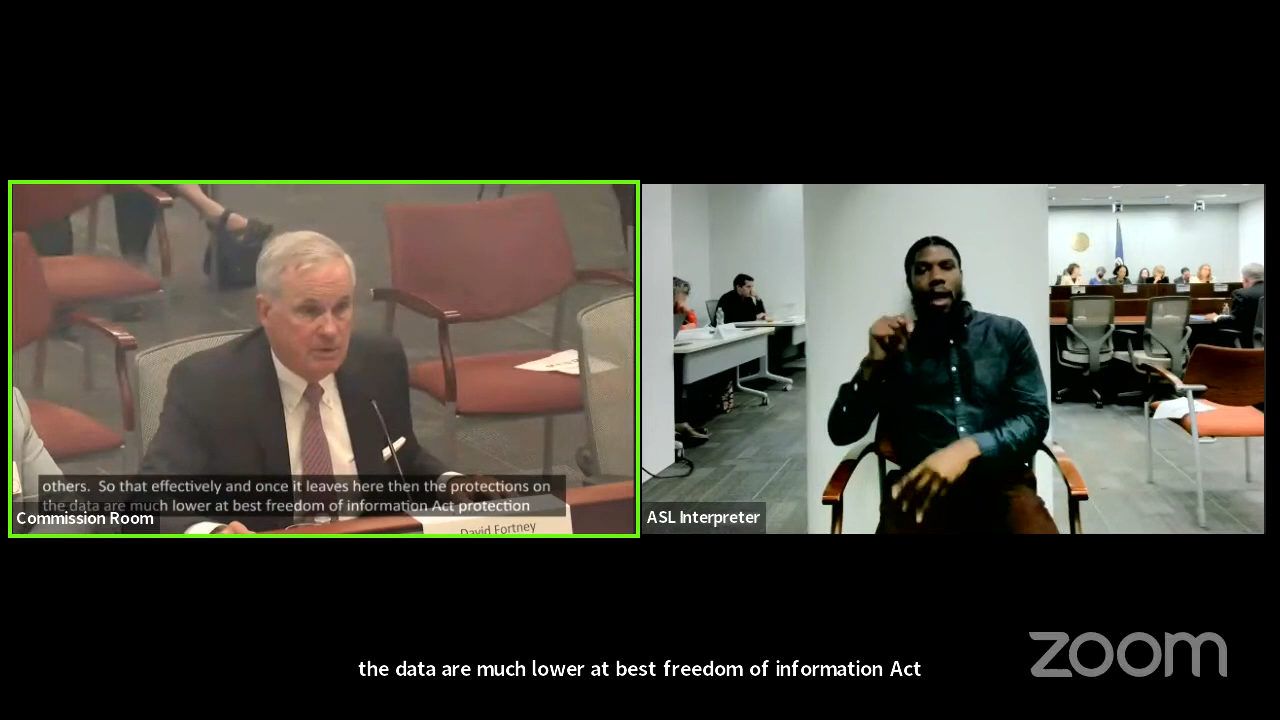 others.  So that effectively and once it leaves here then the protections on
the data are much lower at best freedom of information Act protection
Commission Room
David Fortney
ASL Interpreter
the data are much lower at best freedom of information Act
zoom